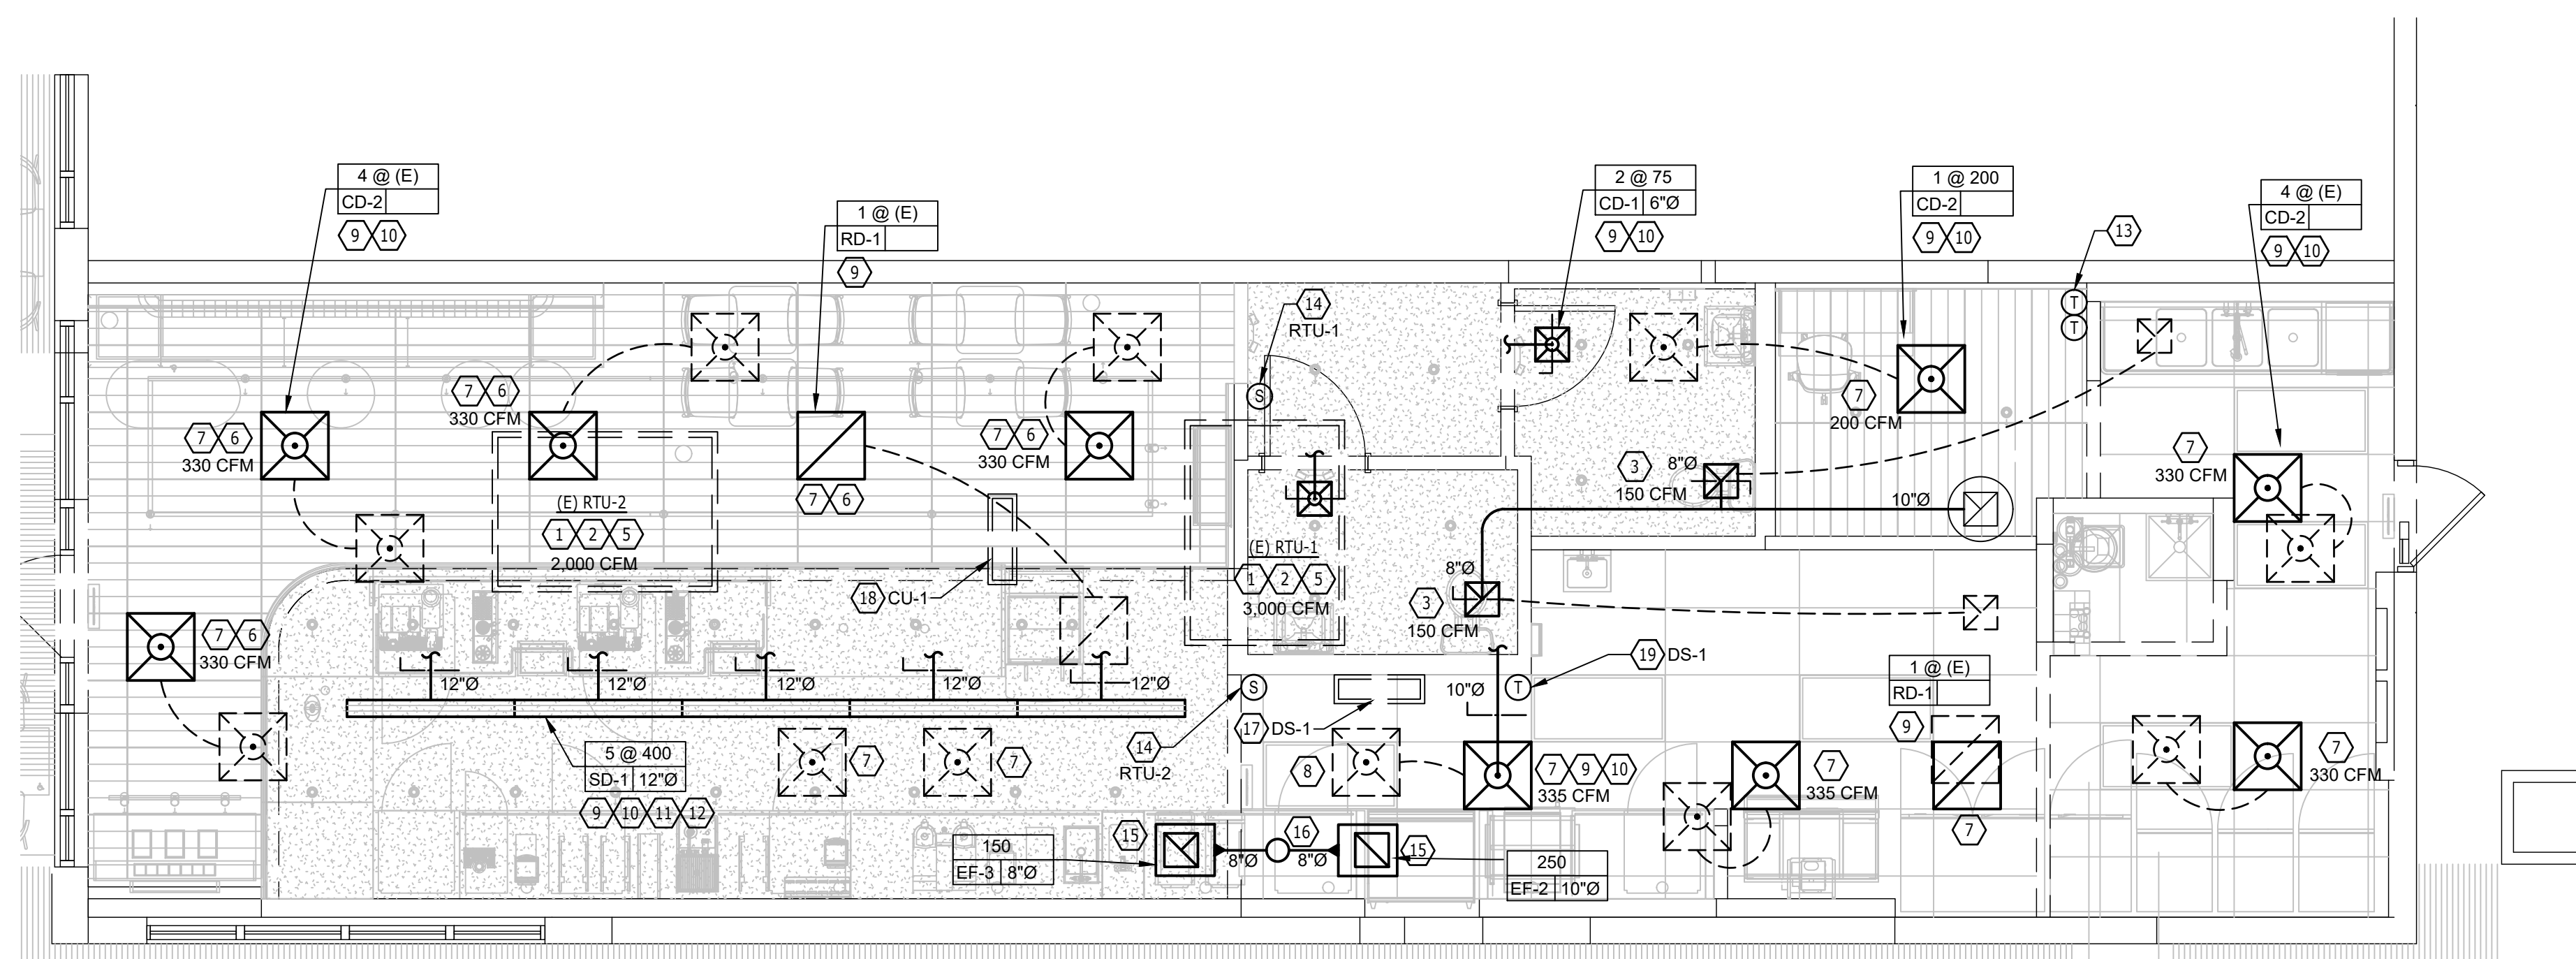 4 @ (E)
CD-2
9 10
1 @ (E)
RD-1
9
2 @ 75
CD-1 6"Ø
9 10
1 @ 200
CD-2
9 10
13
4 @ (E)
CD-2
9 10
14
RTU-1
T
T
S
7 6
330 CFM
7 6
330 CFM
7 6
7 6
330 CFM
7
200 CFM
7
330 CFM
3
150 CFM
8"Ø
10"Ø
(E) RTU-2
1 2 5
2,000 CFM
(E) RTU-1
1 2 5
3,000 CFM
18 CU-1
8"Ø
3
150 CFM
7 6
330 CFM
12"Ø
12"Ø
12"Ø
12"Ø
12"Ø
S
10"Ø
T
19 DS-1
1 @ (E)
RD-1
9
17 DS-1
14
RTU-2
5 @ 400
SD-1 12"Ø
9 10 11 12
7
7
8
7 9 10
335 CFM
7
335 CFM
7
7
330 CFM
150
EF-3 8"Ø
15
8"Ø
16
8"Ø
15
250
EF-2 10"Ø